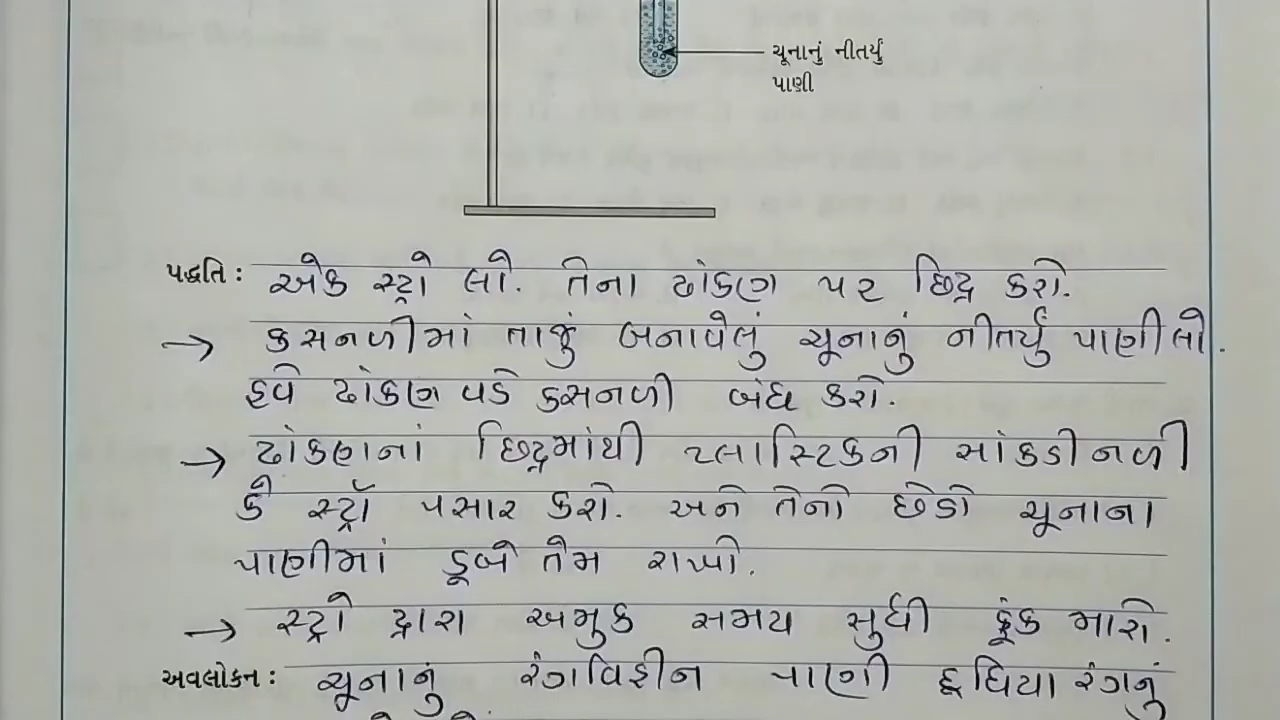 ચૂનાનું નીતર્યું
પાણી
પદ્ધતિ : એક સ્ટ્રો લો. તેના ઢાંકણ પર છિદ્ર કરો.
→ કસનળીમાં તાજું બનાવેલું ચૂનાનું નીતર્યું પાણી લો.
હવે ઢાંકણ વડે કસનળી બંધ કરો.
→ ઢાંકણનાં છિદ્રમાંથી પ્લાસ્ટિકની સાંકડી નળી
કે સ્ટ્રૉ પસાર કરો. અને તેનો છેડો ચૂનાના
પાણીમાં ડૂબે તેમ રાખો.
→ સ્ટ્રો દ્વારા અમુક સમય સુધી ફૂંક મારો.
અવલોકન : ચૂનાનું રંગવિહીન પાણી દૂધિયા રંગનું